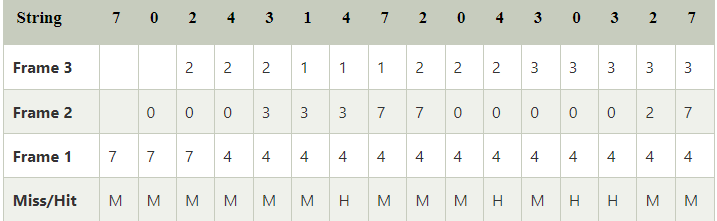 String 7 0 2 4 3 1 4 7 2 0 4 3 0 3 2 7
Frame 3 2 2 2 1 1 1 2 2 2 3 3 3 3 3
Frame 2 0 0 0 3 3 3 7 7 0 0 0 0 0 2 7
Frame 1 7 7 7 4 4 4 4 4 4 4 4 4 4 4 4 4
Miss/Hit M M M M M M H M M M H M H H M M